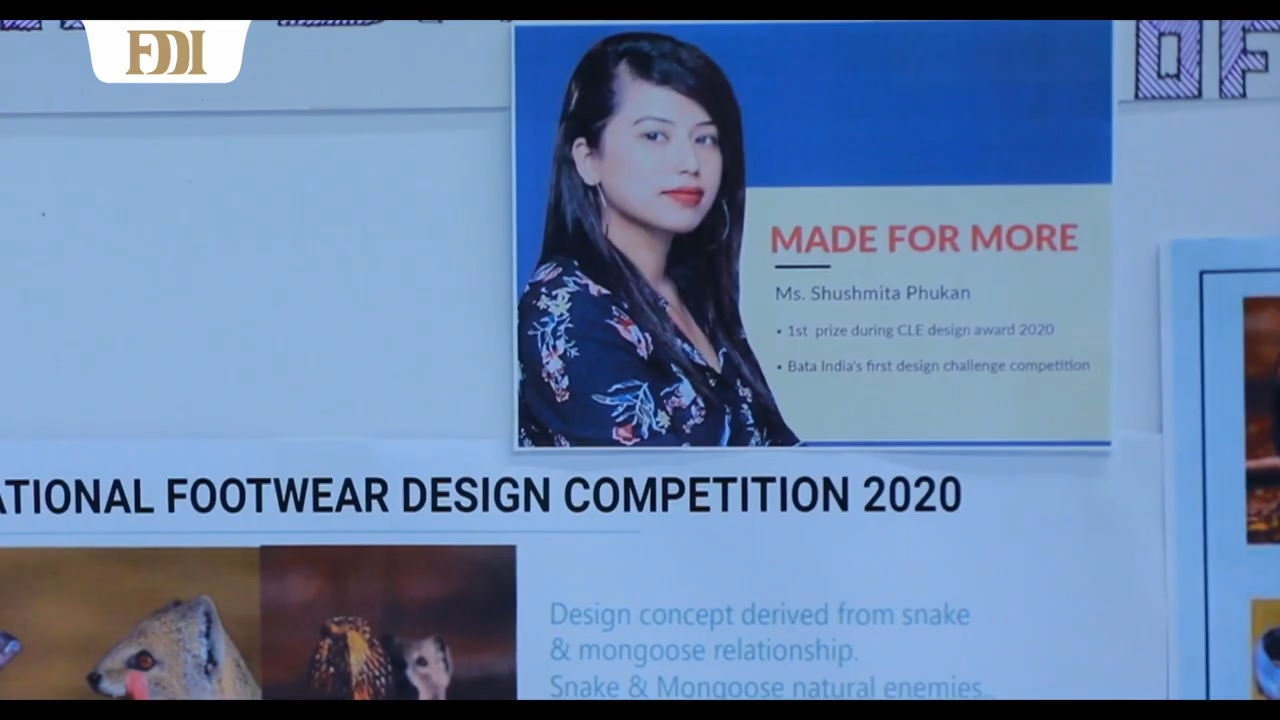 FDDI
OF
MADE FOR MORE
Ms. Shushmita Phukan
• 1st prize during CLE design award 2020
• Bata India's first design challenge competition
ATIONAL FOOTWEAR DESIGN COMPETITION 2020
Design concept derived from snake
& mongoose relationship.
Snake & Mongoose natural enemies..